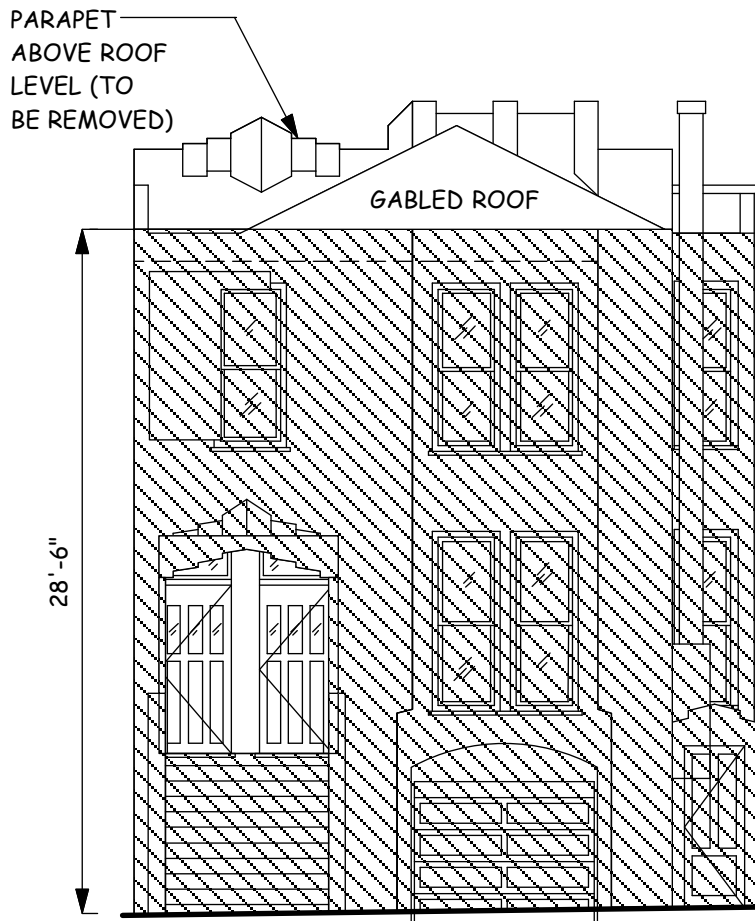 PARAPET
ABOVE ROOF
LEVEL (TO
BE REMOVED)
GABLED ROOF
28'-6"